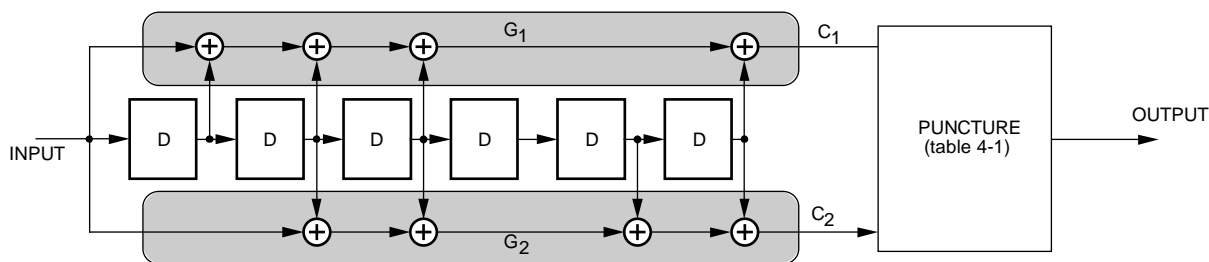 G1
C1
D D D D D D
INPUT
PUNCTURE
(table 4-1)
OUTPUT
G2
C2